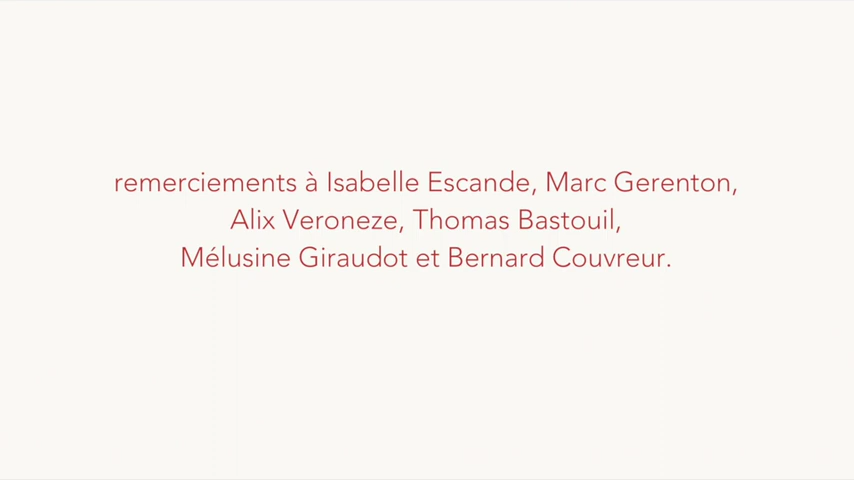 remerciements à Isabelle Escande, Marc Gerenton,
Alix Veroneze, Thomas Bastouil,
Mélusine Giraudot et Bernard Couvreur.